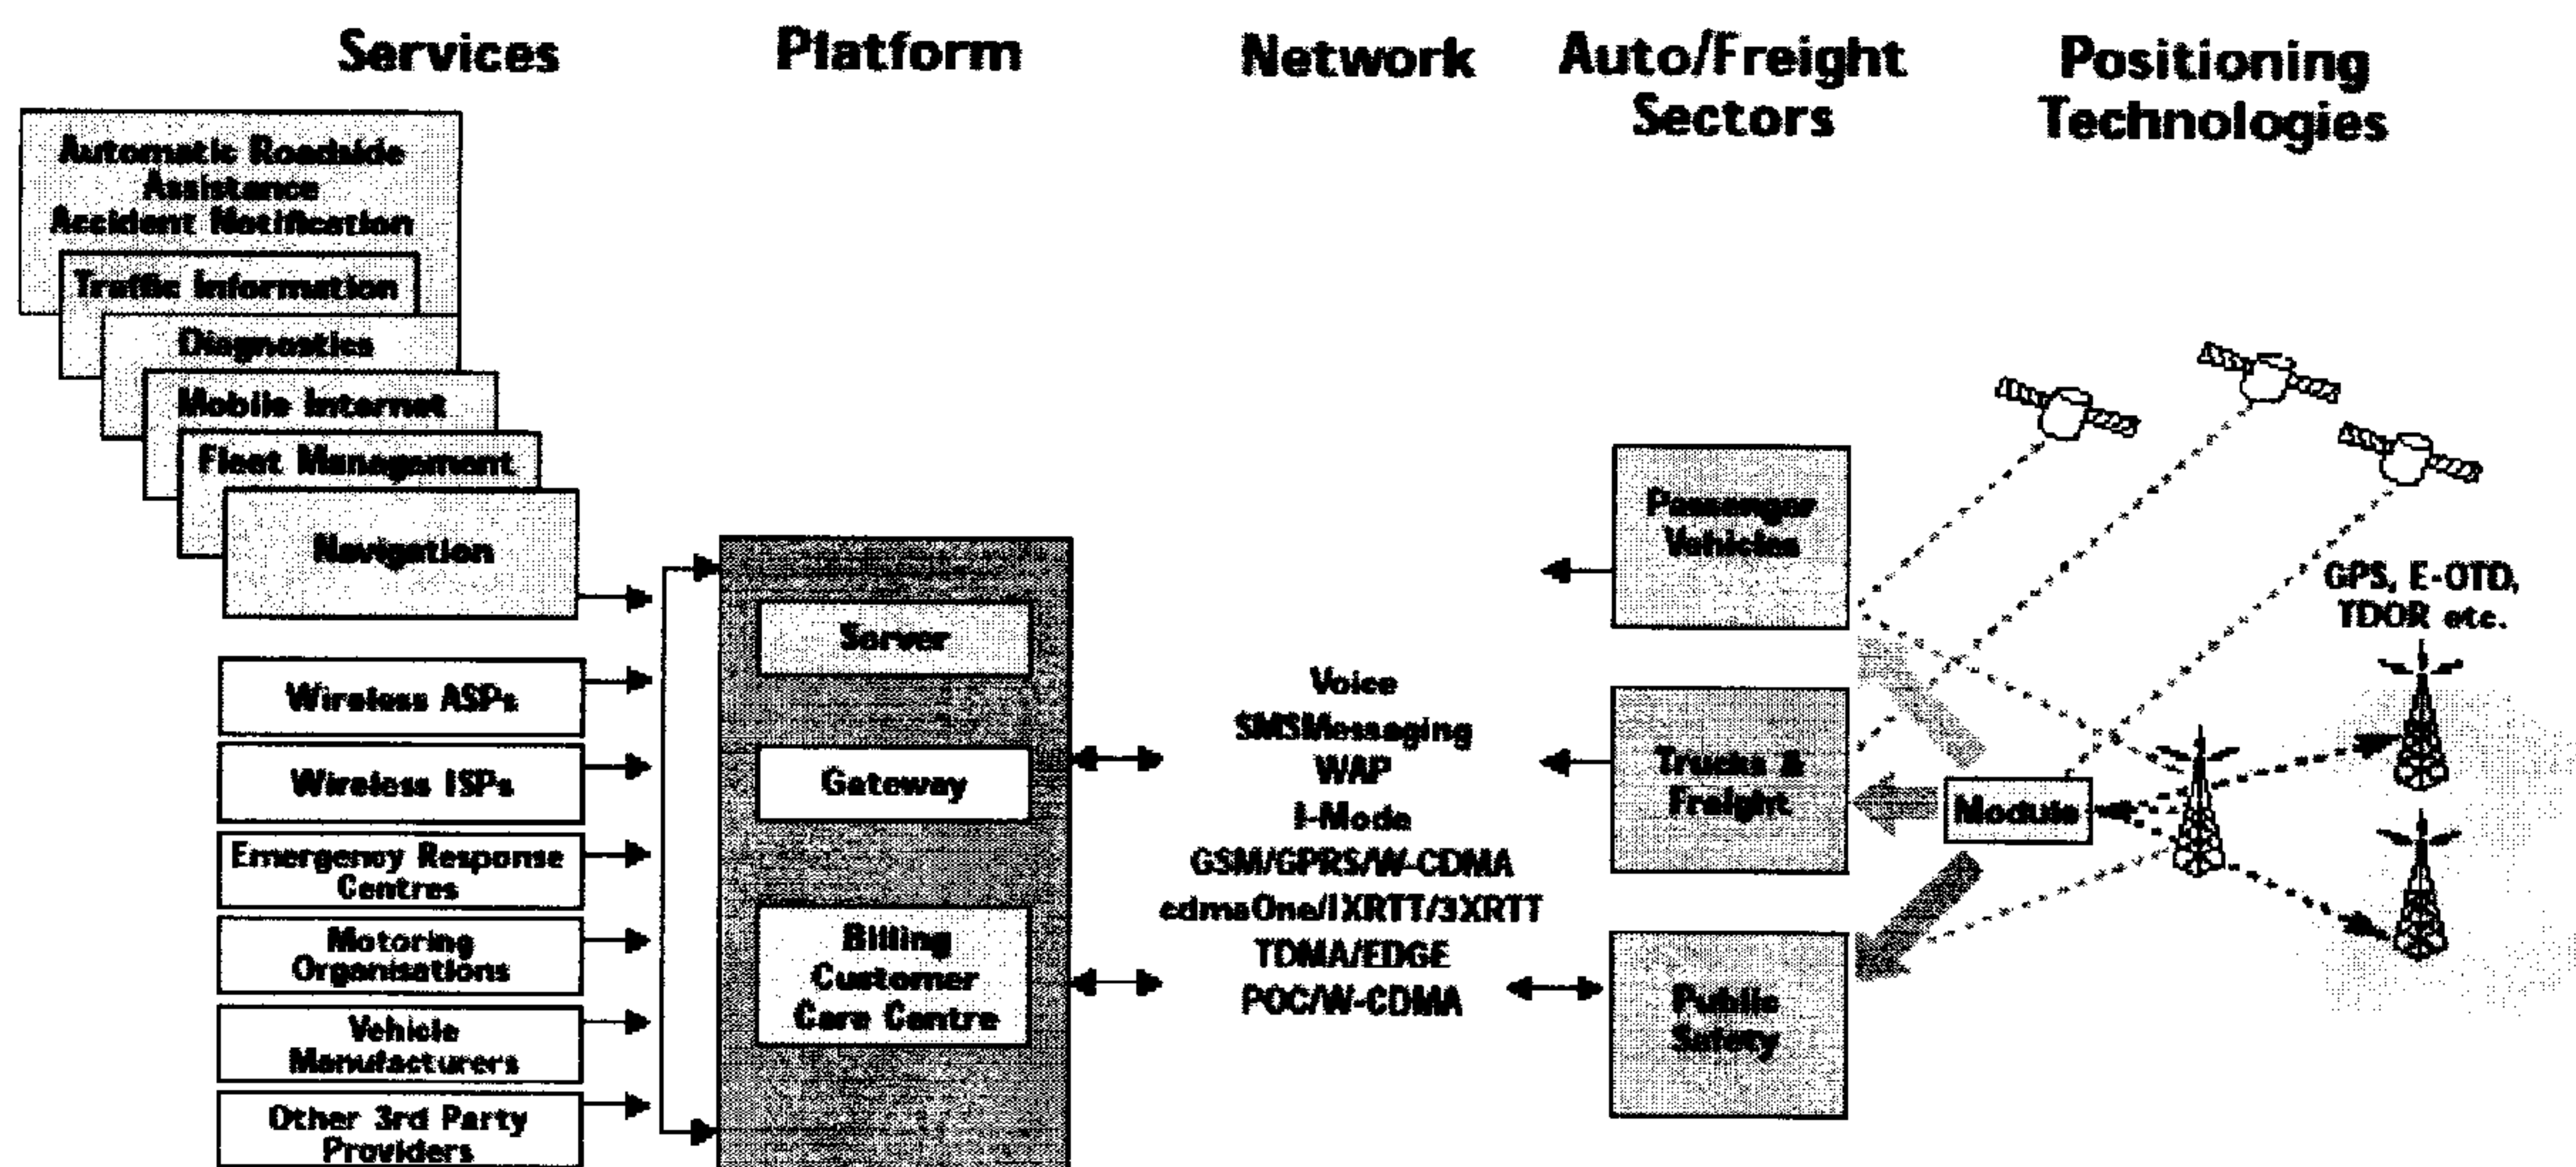 Services
Platform
Network
Auto/Freight
Sectors
Positioning
Technologies
Automatic Roadside
Assistance
Accident Notification
Traffic Information
Diagnostics
Mobile Internet
Fleet Management
Navigation
Wireless ASPs
Wireless ISPs
Emergency Response
Centres
Motoring
Organisations
Vehicle
Manufacturers
Other 3rd Party
Providers
Server
Gateway
Billing
Customer
Care Centre
Voice
SMSMessaging
WAP
I-Mode
GSM/GPRS/W-CDMA
cdmaOne/IXRTT/3XRTT
TDMA/EDGE
POC/W-CDMA
Passenger
Vehicles
Trucks &
Freight
Public
Safety
Module
GPS, E-OTD,
TDOR etc.